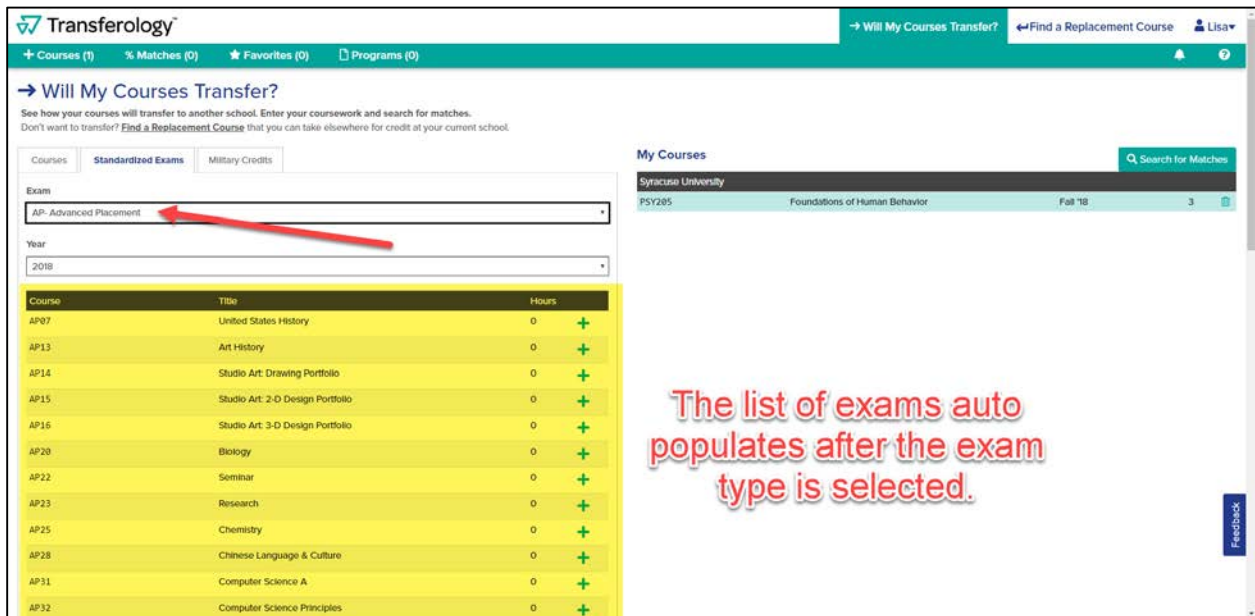 Transferology™
→ Will My Courses Transfer?
Find a Replacement Course
Lisa
+ Courses (1)
% Matches (0)
Favorites (0)
Programs (0)
→ Will My Courses Transfer?
See how your courses will transfer to another school. Enter your coursework and search for matches.
Don't want to transfer? Find a Replacement Course that you can take elsewhere for credit at your current school.
Courses
Standardized Exams
Military Credits
Exam
AP- Advanced Placement
Year
2018
Course Title Hours
AP07 United States History 0 +
AP13 Art History 0 +
AP14 Studio Art: Drawing Portfolio 0 +
AP15 Studio Art: 2-D Design Portfolio 0 +
AP16 Studio Art: 3-D Design Portfolio 0 +
AP20 Biology 0 +
AP22 Seminar 0 +
AP23 Research 0 +
AP25 Chemistry 0 +
AP28 Chinese Language & Culture 0 +
AP31 Computer Science A 0 +
AP32 Computer Science Principles 0 +
My Courses
Search for Matches
Syracuse University
PSY205 Foundations of Human Behavior Fall '18 3
The list of exams auto
populates after the exam
type is selected.
Feedback